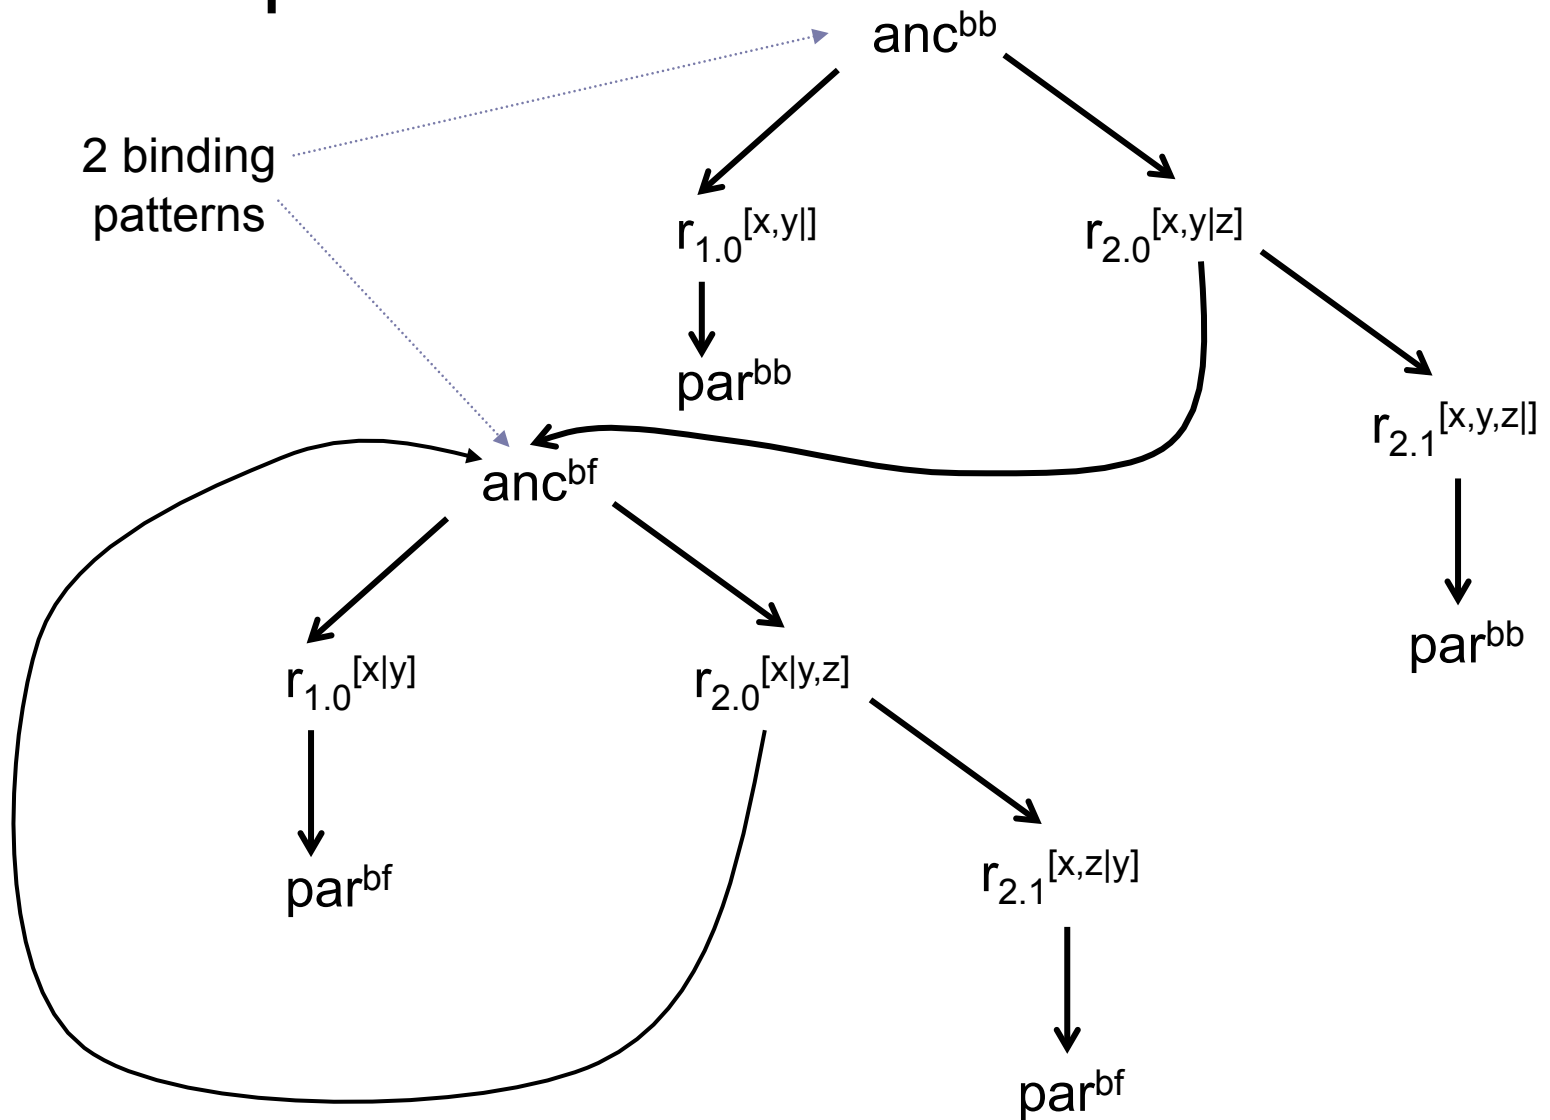 anc^bb
2 binding
patterns
r_1.0^[x,y|]
r_2.0^[x,y|z]
par^bb
r_2.1^[x,y,z|]
anc^bf
par^bb
r_1.0^[x|y]
r_2.0^[x|y,z]
par^bf
r_2.1^[x,z|y]
par^bf